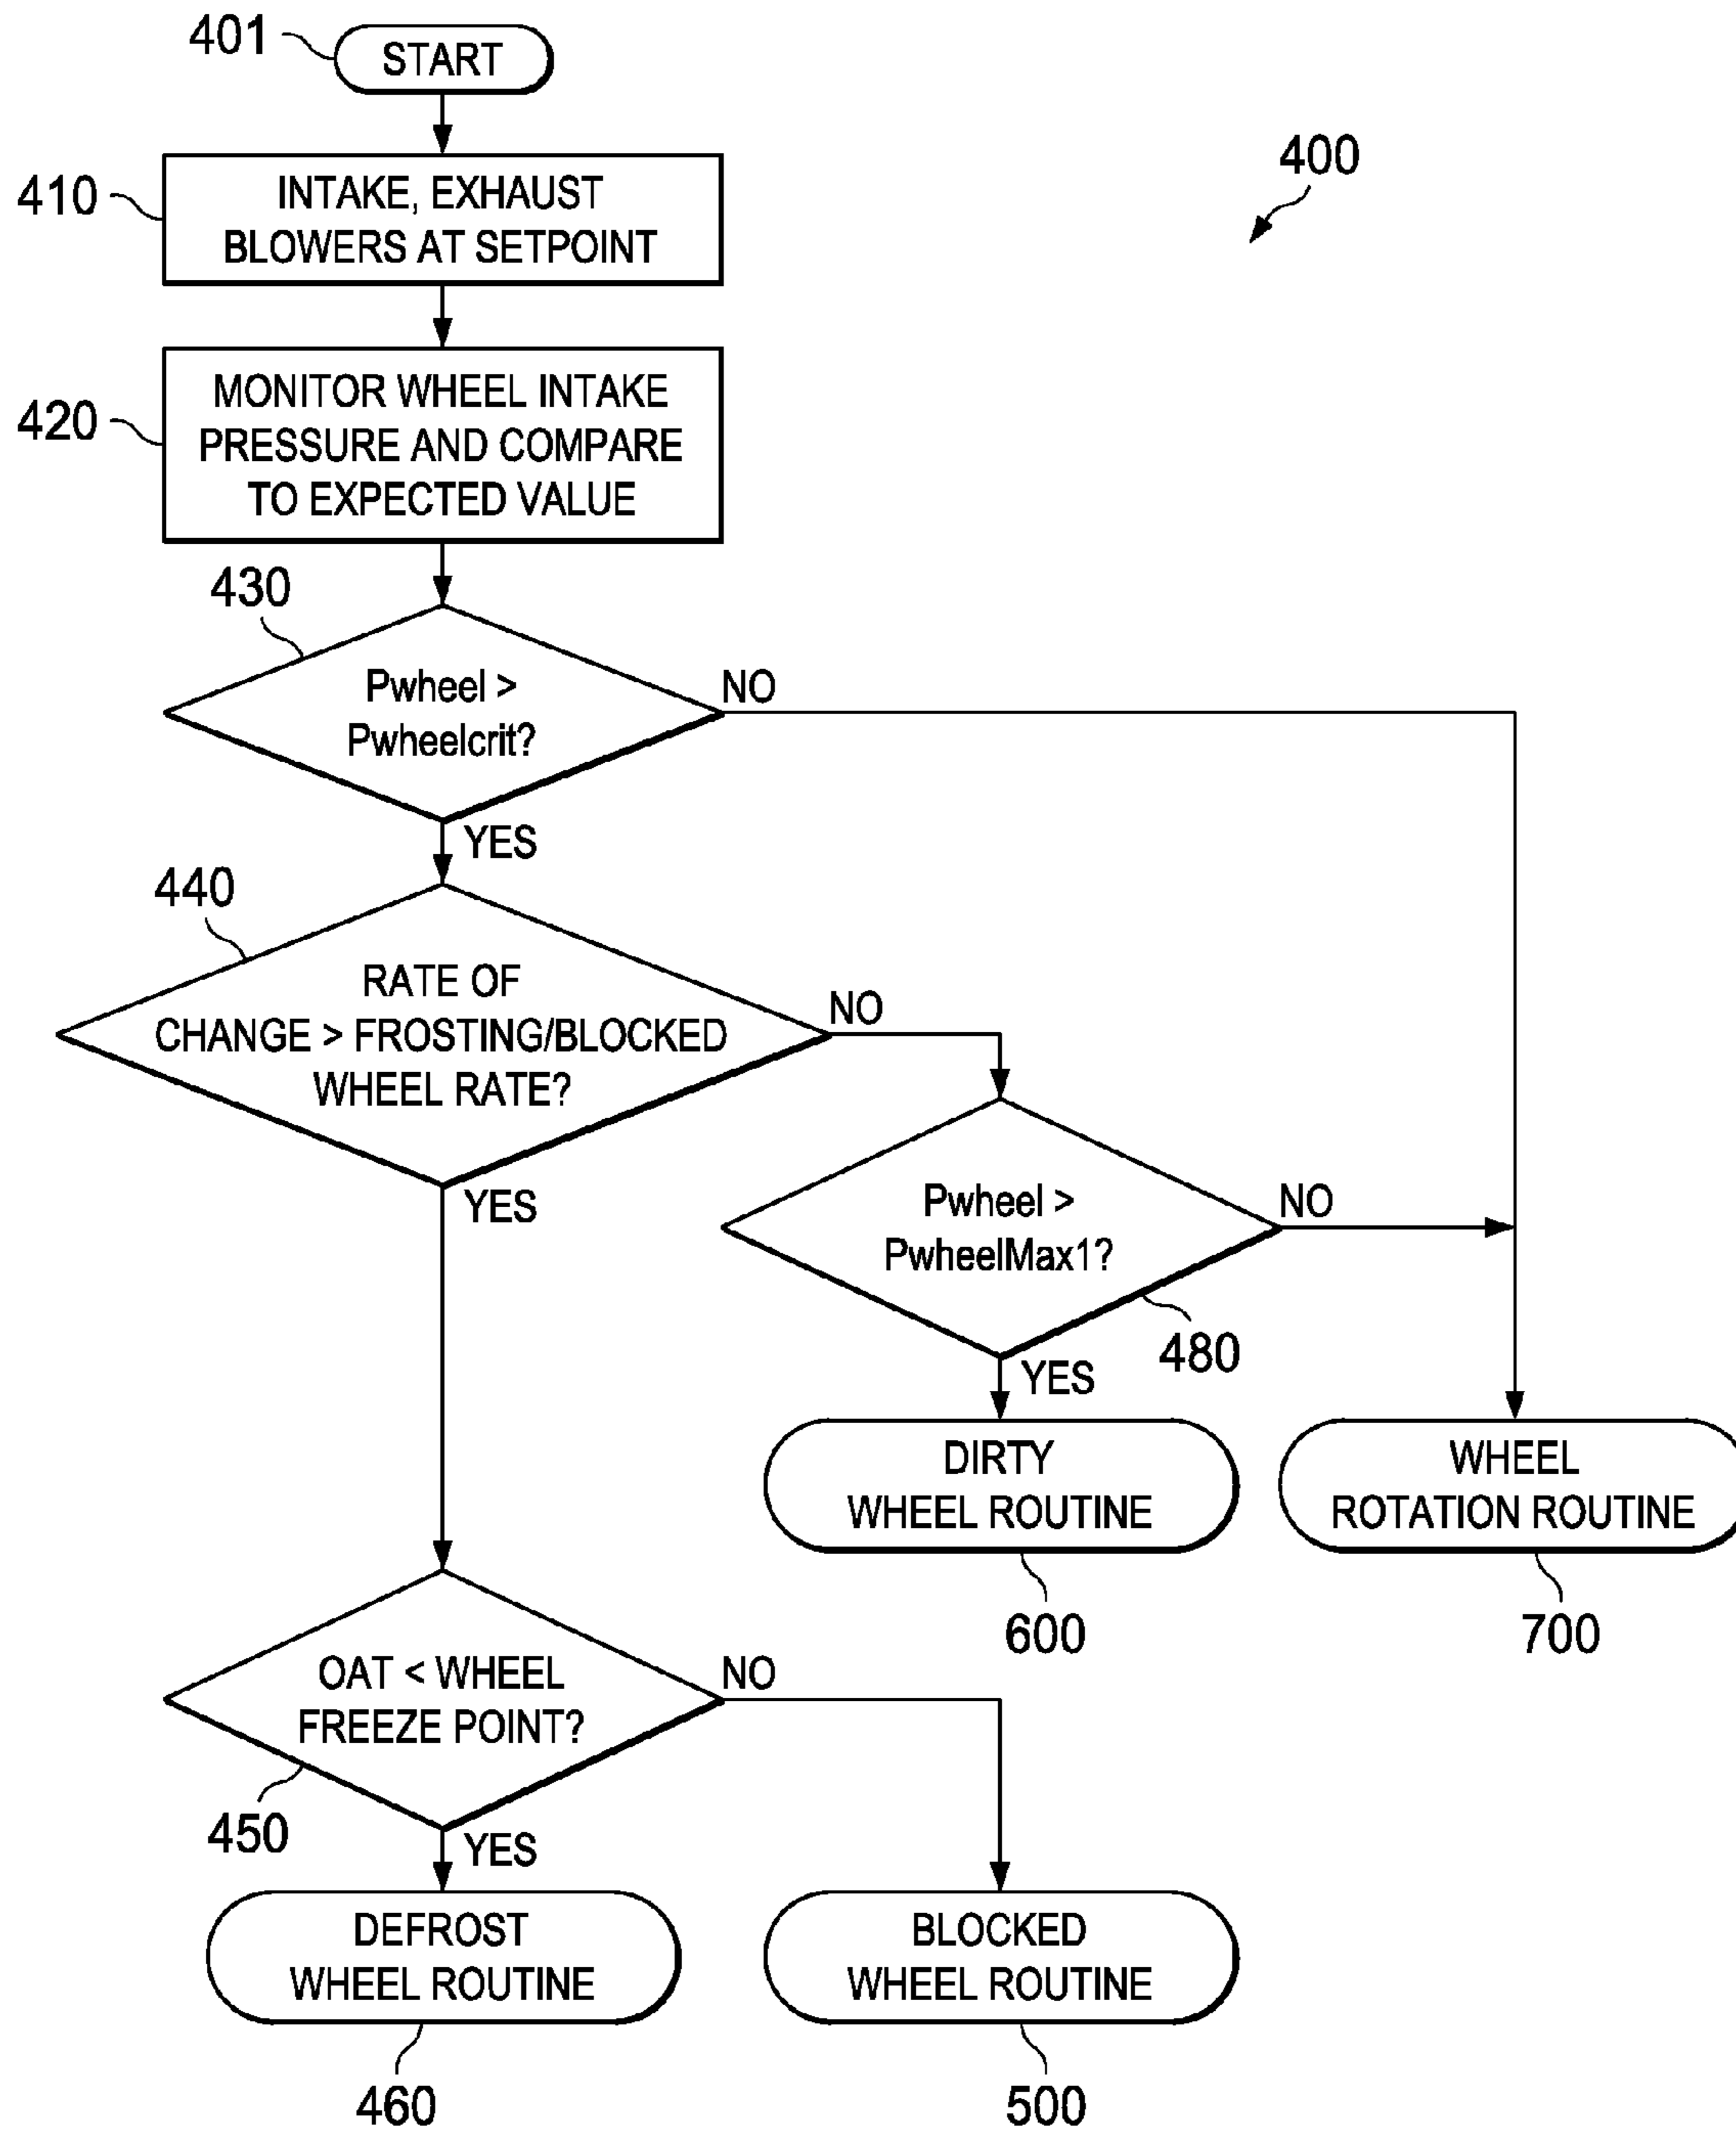 401
START
400
410
INTAKE, EXHAUST
BLOWERS AT SETPOINT
420
MONITOR WHEEL INTAKE
PRESSURE AND COMPARE
TO EXPECTED VALUE
430
Pwheel >
Pwheelcrit?
NO
YES
440
RATE OF
CHANGE > FROSTING/BLOCKED
WHEEL RATE?
NO
YES
Pwheel >
PwheelMax1?
NO
480
YES
DIRTY
WHEEL ROUTINE
600
WHEEL
ROTATION ROUTINE
700
OAT < WHEEL
FREEZE POINT?
NO
450
YES
DEFROST
WHEEL ROUTINE
460
BLOCKED
WHEEL ROUTINE
500